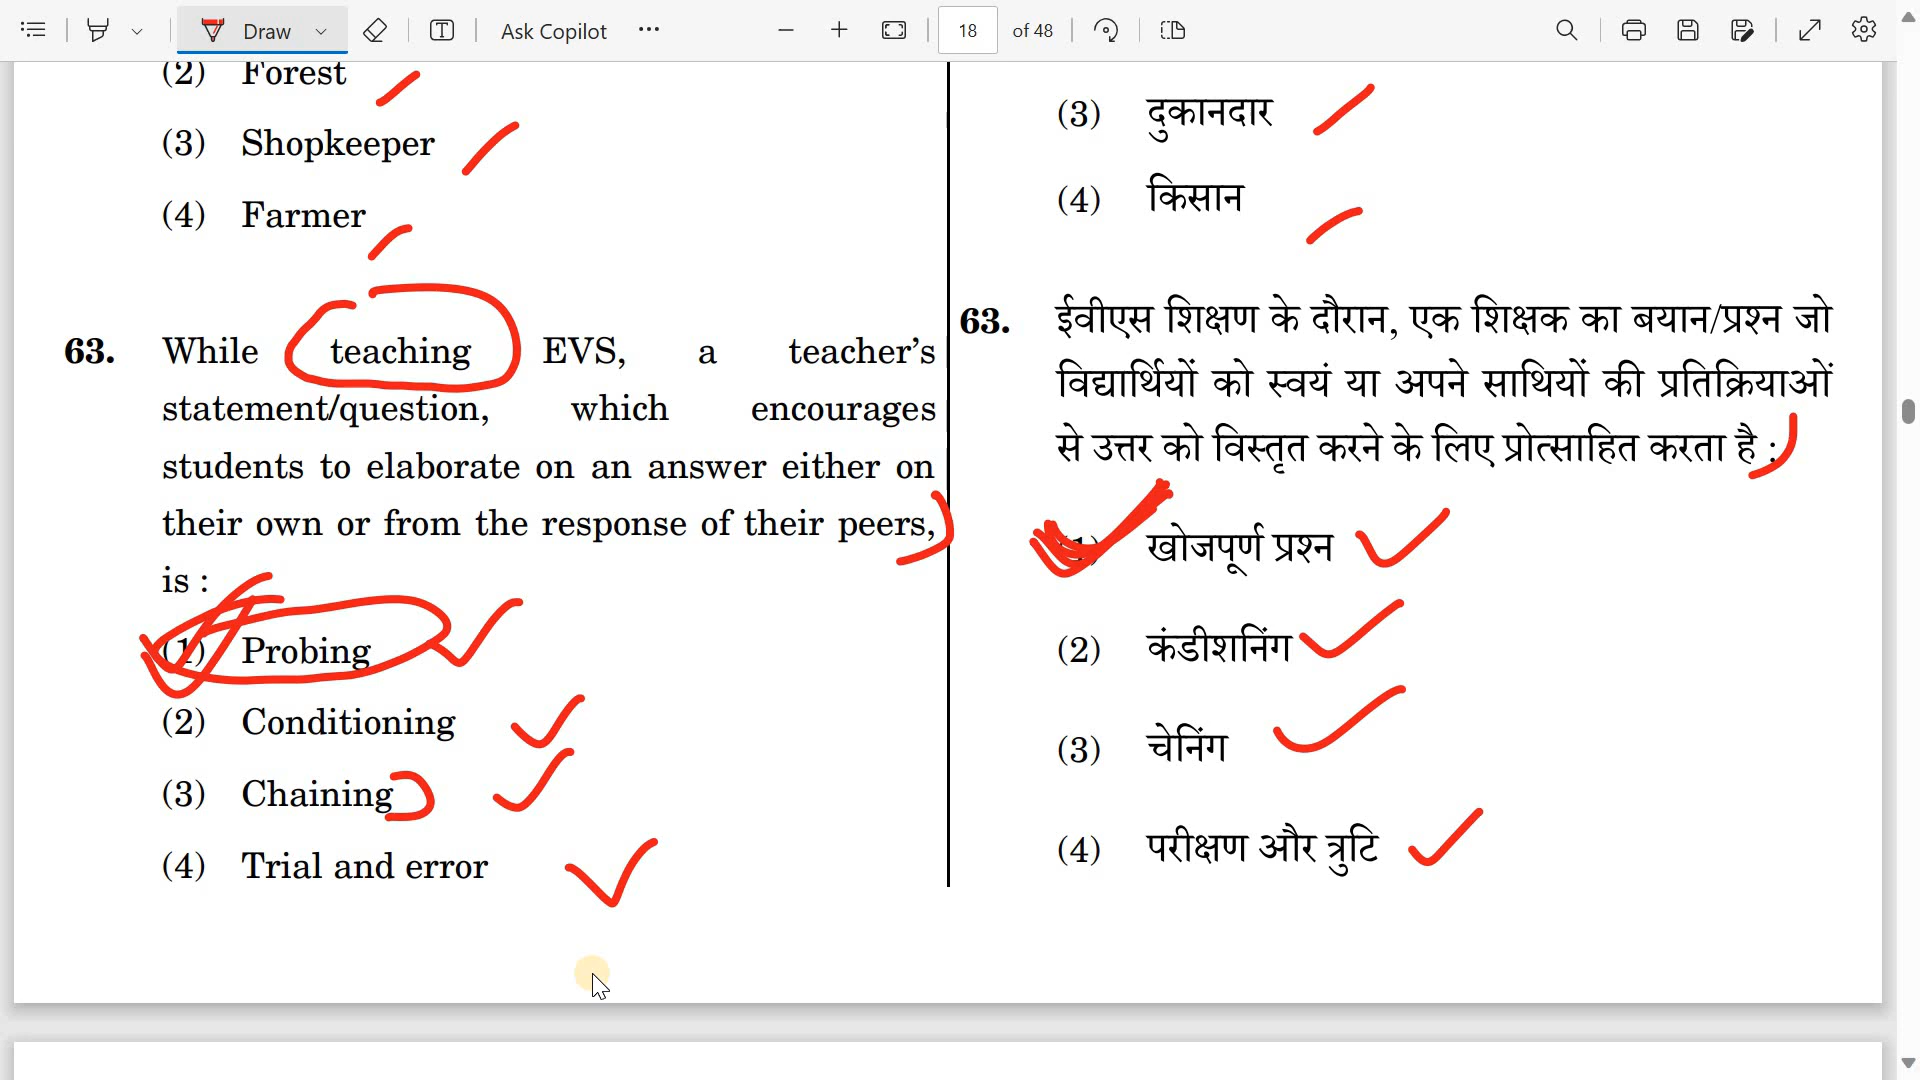 Draw
Ask Copilot
18 of 48
(2) Forest
(3) Shopkeeper
(4) Farmer
63. While teaching EVS, a teacher's
statement/question, which encourages
students to elaborate on an answer either on
their own or from the response of their peers,
is :
(1) Probing
(2) Conditioning
(3) Chaining
(4) Trial and error
(3) दुकानदार
(4) किसान
63. ईवीएस शिक्षण के दौरान, एक शिक्षक का बयान/प्रश्न जो
विद्यार्थियों को स्वयं या अपने साथियों की प्रतिक्रियाओं
से उत्तर को विस्तृत करने के लिए प्रोत्साहित करता है :
(1) खोजपूर्ण प्रश्न
(2) कंडीशनिंग
(3) चेनिंग
(4) परीक्षण और त्रुटि